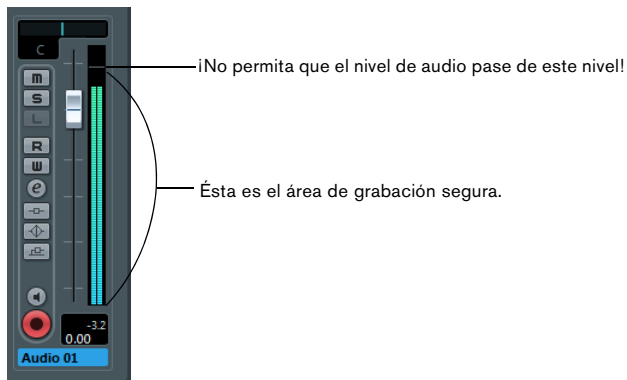 C
¡No permita que el nivel de audio pase de este nivel!
m
S
L
R
W
e
Ésta es el área de grabación segura.
-3.2
0.00
Audio 01